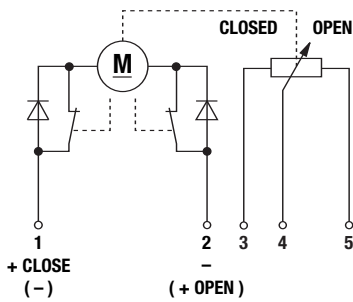 CLOSED OPEN
M
1 2 3 4 5
+ CLOSE –
(–) (+ OPEN)